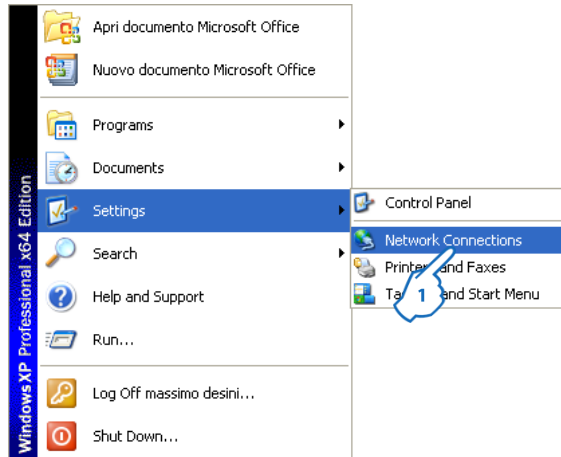 Apri documento Microsoft Office
Nuovo documento Microsoft Office
Programs
Documents
Settings
Search
Help and Support
Run...
Log Off massimo desini...
Shut Down...
Windows XP Professional x64 Edition
Control Panel
Network Connections
Printers and Faxes
and Start Menu
1